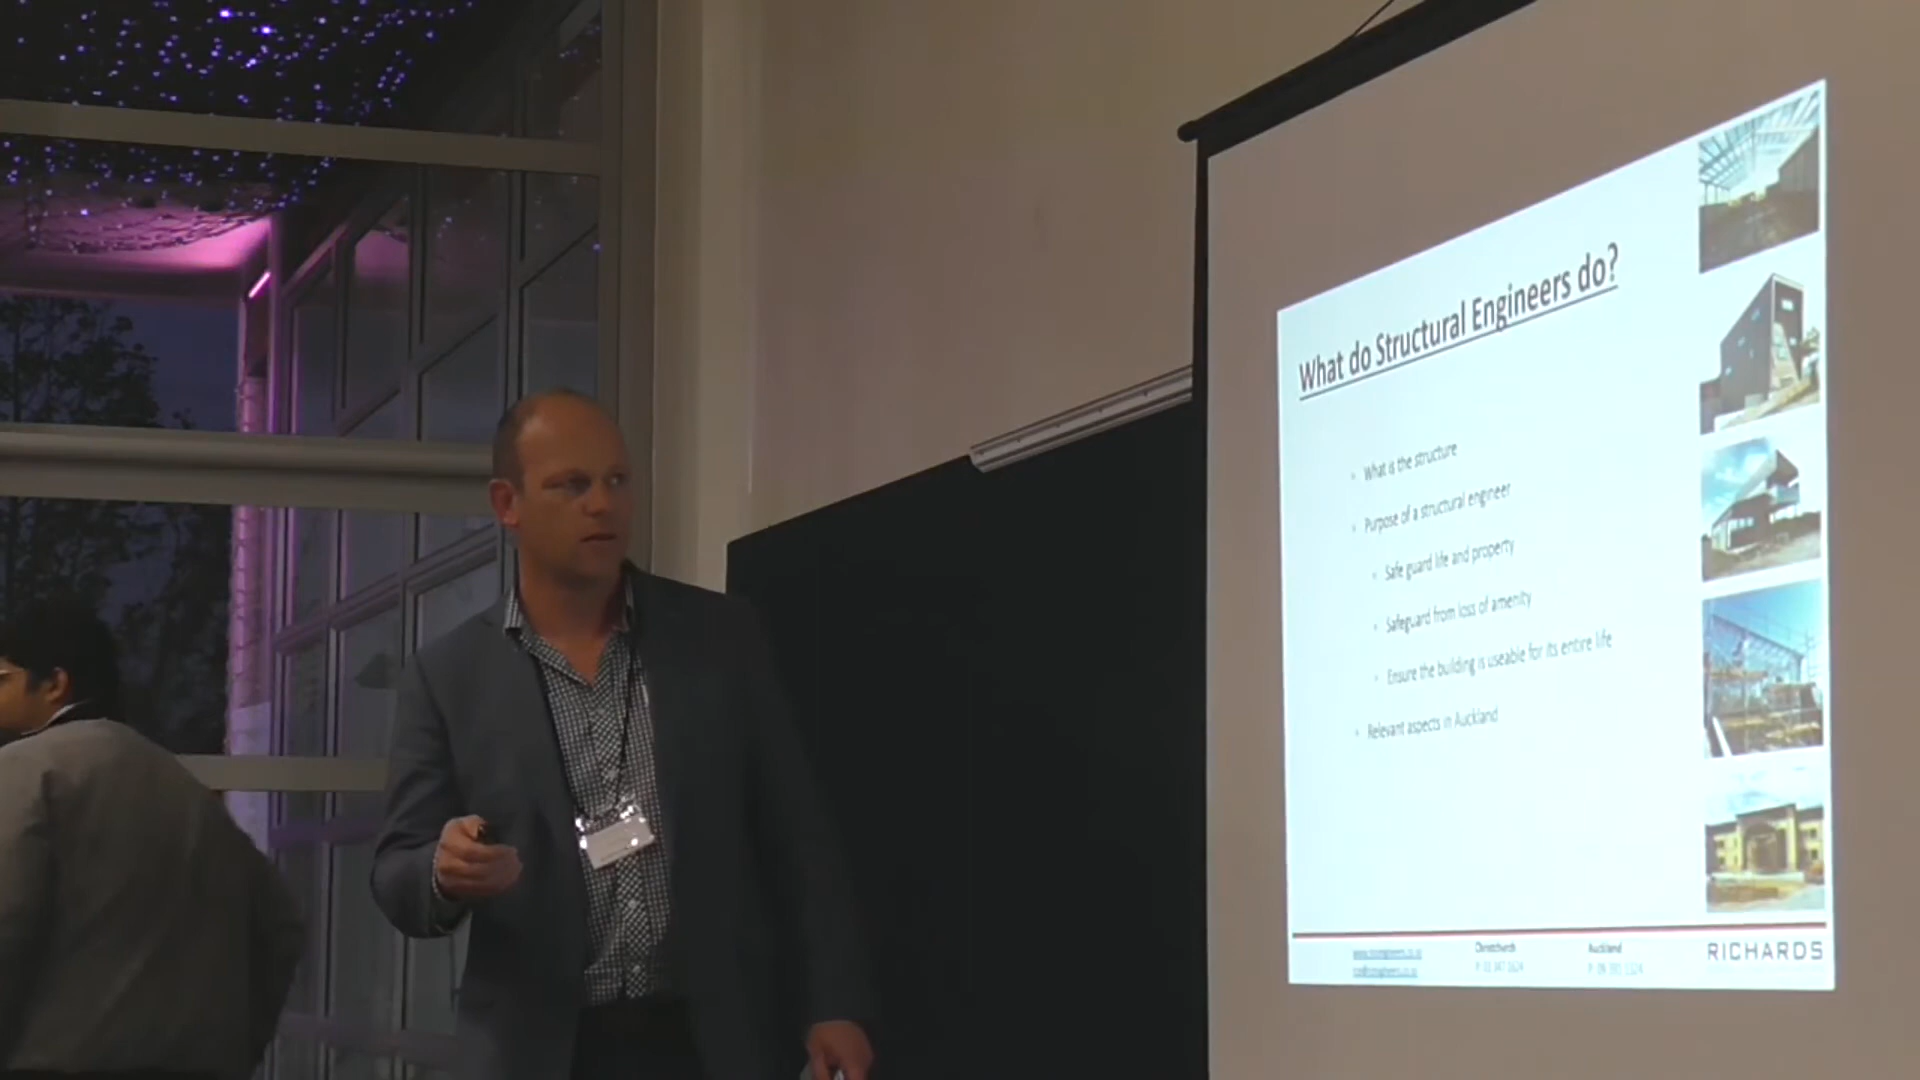 What do Structural Engineers do?
What is the structure
Purpose of a structural engineer
Safe guard life and property
Safeguard from loss of amenity
Ensure the building is useable for its entire life
Relevant aspects in Auckland
Christchurch
Auckland
RICHARDS